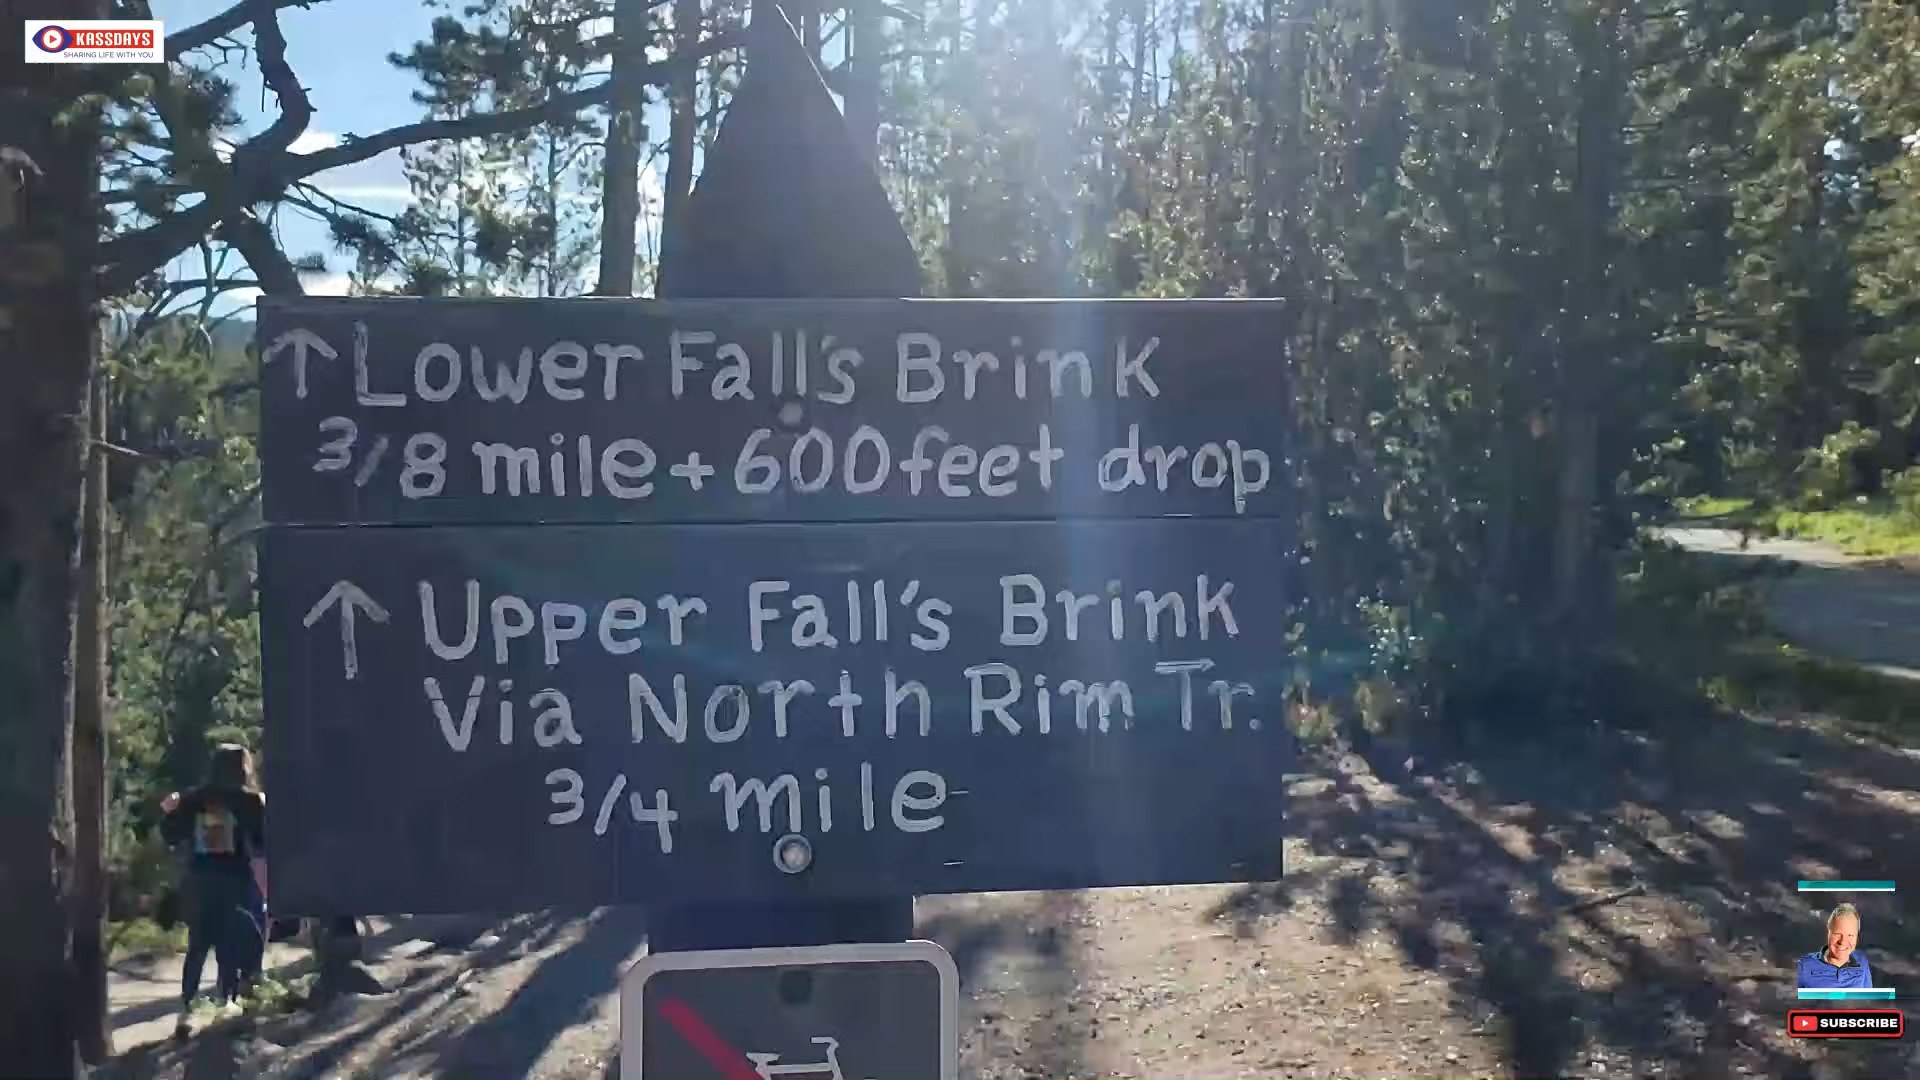 KASSDAYS
SHARING LIFE WITH YOU
↑ Lower Fall's Brink
3/8 mile + 600 feet drop
↑ Upper Fall's Brink
Via North Rim Tr.
3/4 mile
SUBSCRIBE